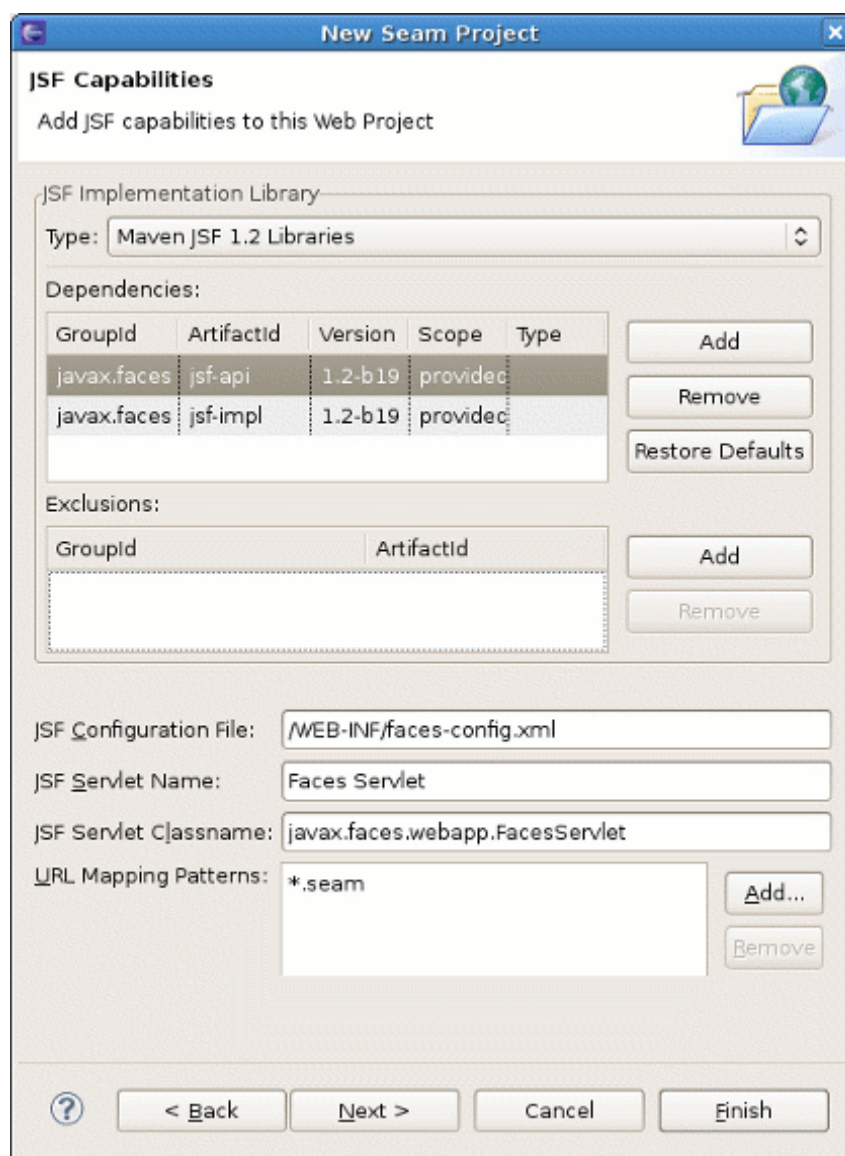 New Seam Project
JSF Capabilities
Add JSF capabilities to this Web Project
JSF Implementation Library
Type: Maven JSF 1.2 Libraries
Dependencies:
GroupId ArtifactId Version Scope Type
Add
javax.faces jsf-api 1.2-b19 providec
Remove
javax.faces jsf-impl 1.2-b19 providec
Restore Defaults
Exclusions:
GroupId ArtifactId
Add
Remove
JSF Configuration File: /WEB-INF/faces-config.xml
JSF Servlet Name: Faces Servlet
JSF Servlet Classname: javax.faces.webapp.FacesServlet
URL Mapping Patterns: *.seam
Add...
Remove
? < Back Next > Cancel Finish